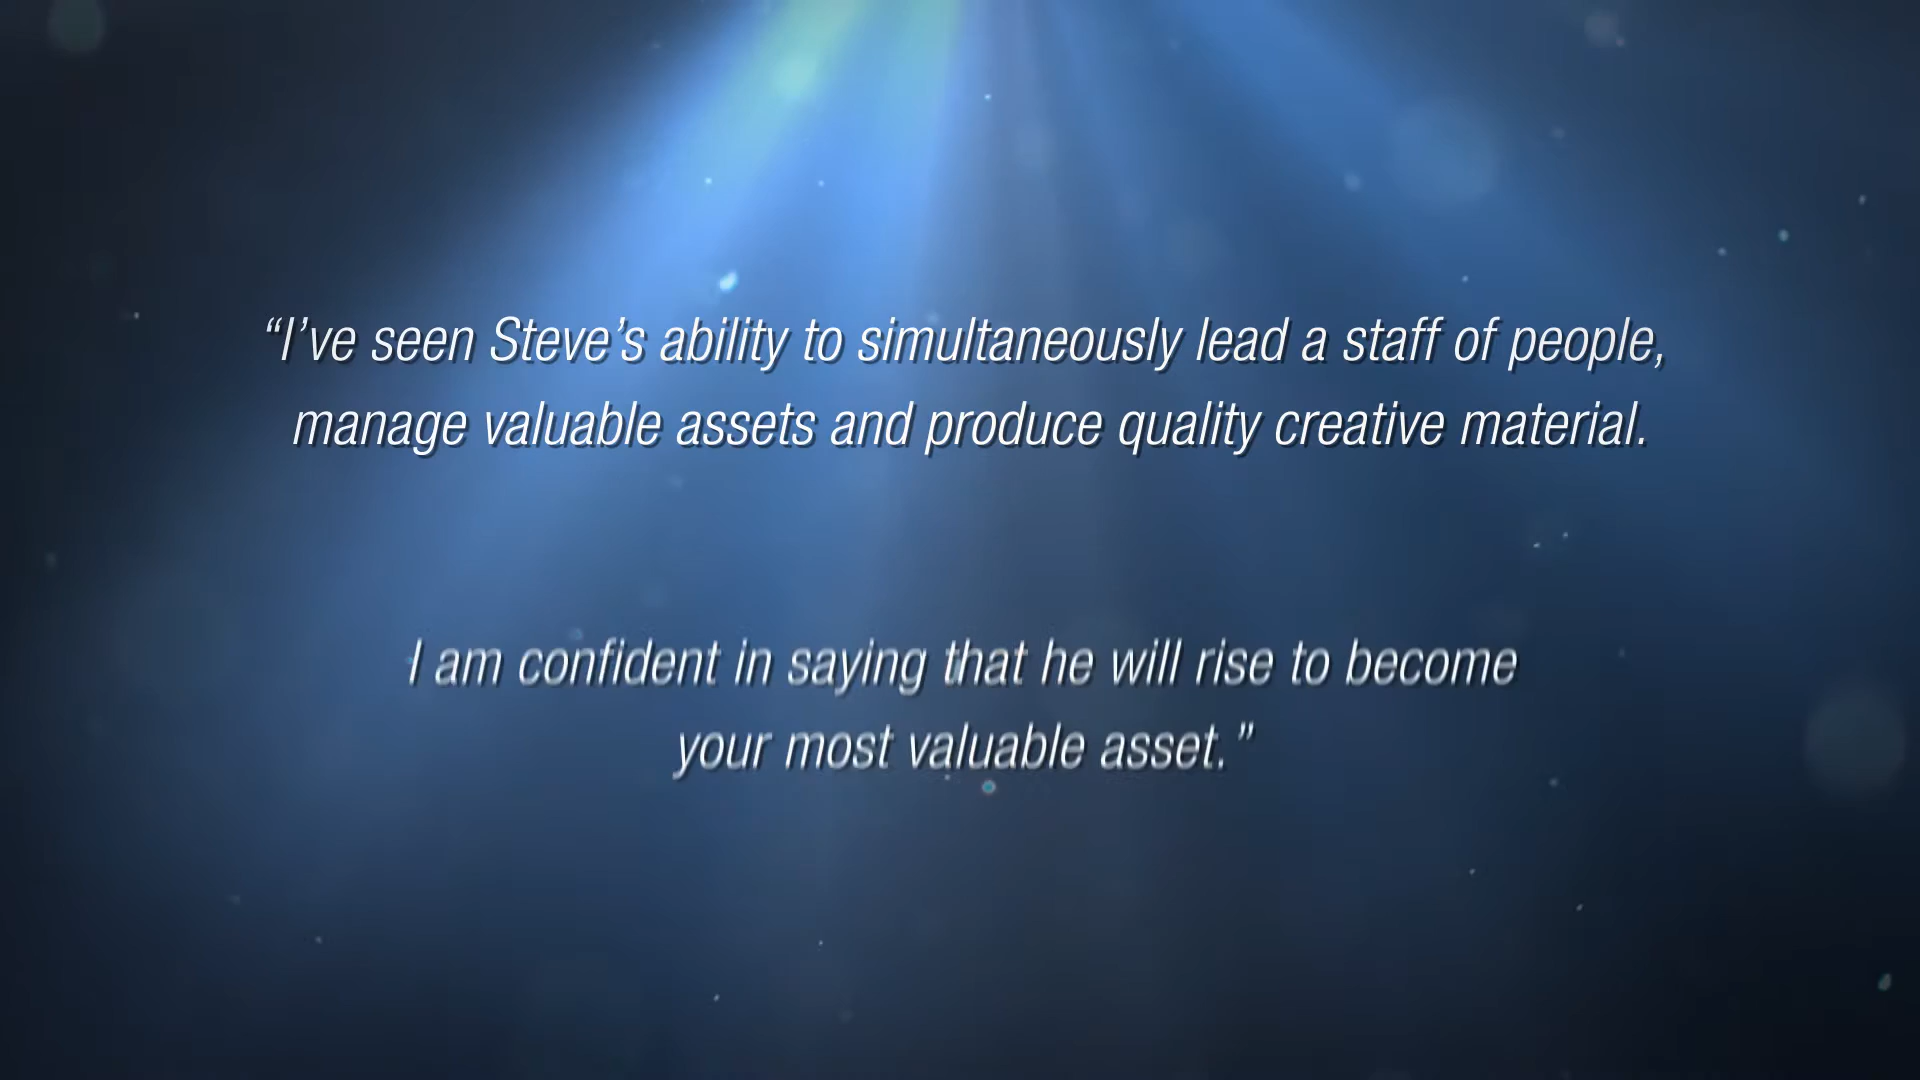 “I’ve seen Steve’s ability to simultaneously lead a staff of people,
manage valuable assets and produce quality creative material.
I am confident in saying that he will rise to become
your most valuable asset.”